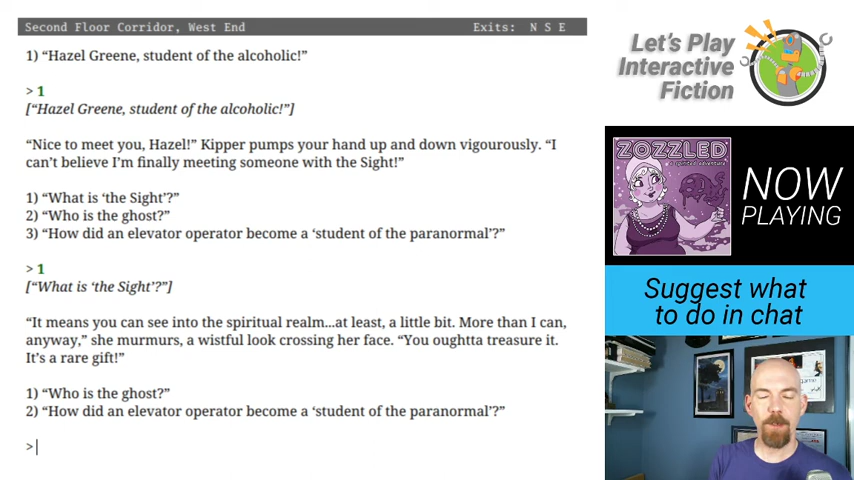 Second Floor Corridor, West End Exits: N S E
1) “Hazel Greene, student of the alcoholic!”
> 1
[“Hazel Greene, student of the alcoholic!”]
“Nice to meet you, Hazel!” Kipper pumps your hand up and down vigourously. “I
can’t believe I’m finally meeting someone with the Sight!”
1) “What is ‘the Sight’?”
2) “Who is the ghost?”
3) “How did an elevator operator become a ‘student of the paranormal’?”
> 1
[“What is ‘the Sight’?”]
“It means you can see into the spiritual realm...at least, a little bit. More than I can,
anyway,” she murmurs, a wistful look crossing her face. “You oughtta treasure it.
It’s a rare gift!”
1) “Who is the ghost?”
2) “How did an elevator operator become a ‘student of the paranormal’?”
>
Let’s Play
Interactive
Fiction
ZOZZLED
a spirited adventure
NOW
PLAYING
Suggest what
to do in chat